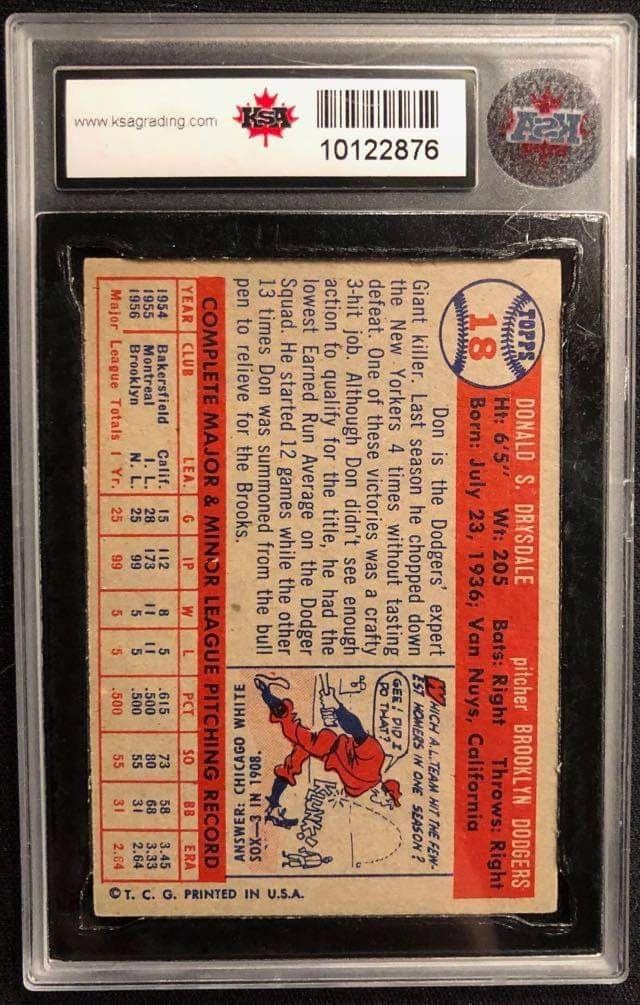 www.ksagrading.com
KSA
10122876
KSA
TOPPS
18
DONALD S. DRYSDALE pitcher BROOKLYN DODGERS
Ht: 6'5" Wt: 205 Bats: Right Throws: Right
Born: July 23, 1936; Van Nuys, California
Don is the Dodgers' expert
Giant killer. Last season he chopped down
the New Yorkers 4 times without tasting
defeat. One of these victories was a crafty
3-hit job. Although Don didn't see enough
action to qualify for the title, he had the
lowest Earned Run Average on the Dodger
Squad. He started 12 games while the other
13 times Don was summoned from the bull
pen to relieve for the Brooks.
WHICH A.L. TEAM HIT THE FEW-
EST HOMERS IN ONE SEASON?
GEE! DID I
DO THAT?
KLUNK!
ANSWER: CHICAGO WHITE
SOX—3 IN 1908.
COMPLETE MAJOR & MINOR LEAGUE PITCHING RECORD
YEAR CLUB LEA. G IP W L PCT SO BB ERA
1954 Bakersfield Calif. 15 112 8 5 .615 73 58 3.45
1955 Montreal I. L. 28 173 11 11 .500 80 68 3.33
1956 Brooklyn N. L. 25 99 5 5 .500 55 31 2.64
Major League Totals 1 Yr. 25 99 5 5 .500 55 31 2.64
© T. C. G. PRINTED IN U.S.A.